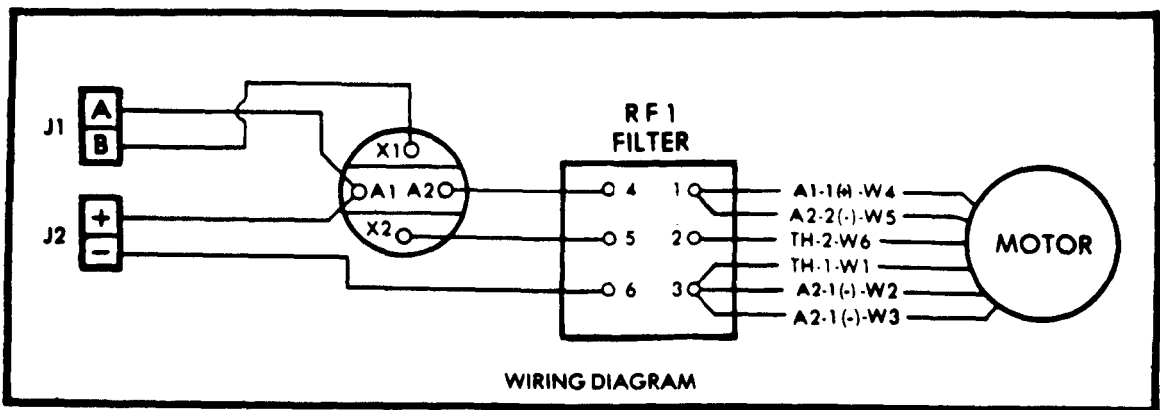 J1
A
B
J2
+
-
X1
A1 A2
X2
RF1
FILTER
4 1
5 2
6 3
A1-1(+)-W4
A2-2(-)-W5
TH-2-W6
TH-1-W1
A2-1(-)-W2
A2-1(-)-W3
MOTOR
WIRING DIAGRAM